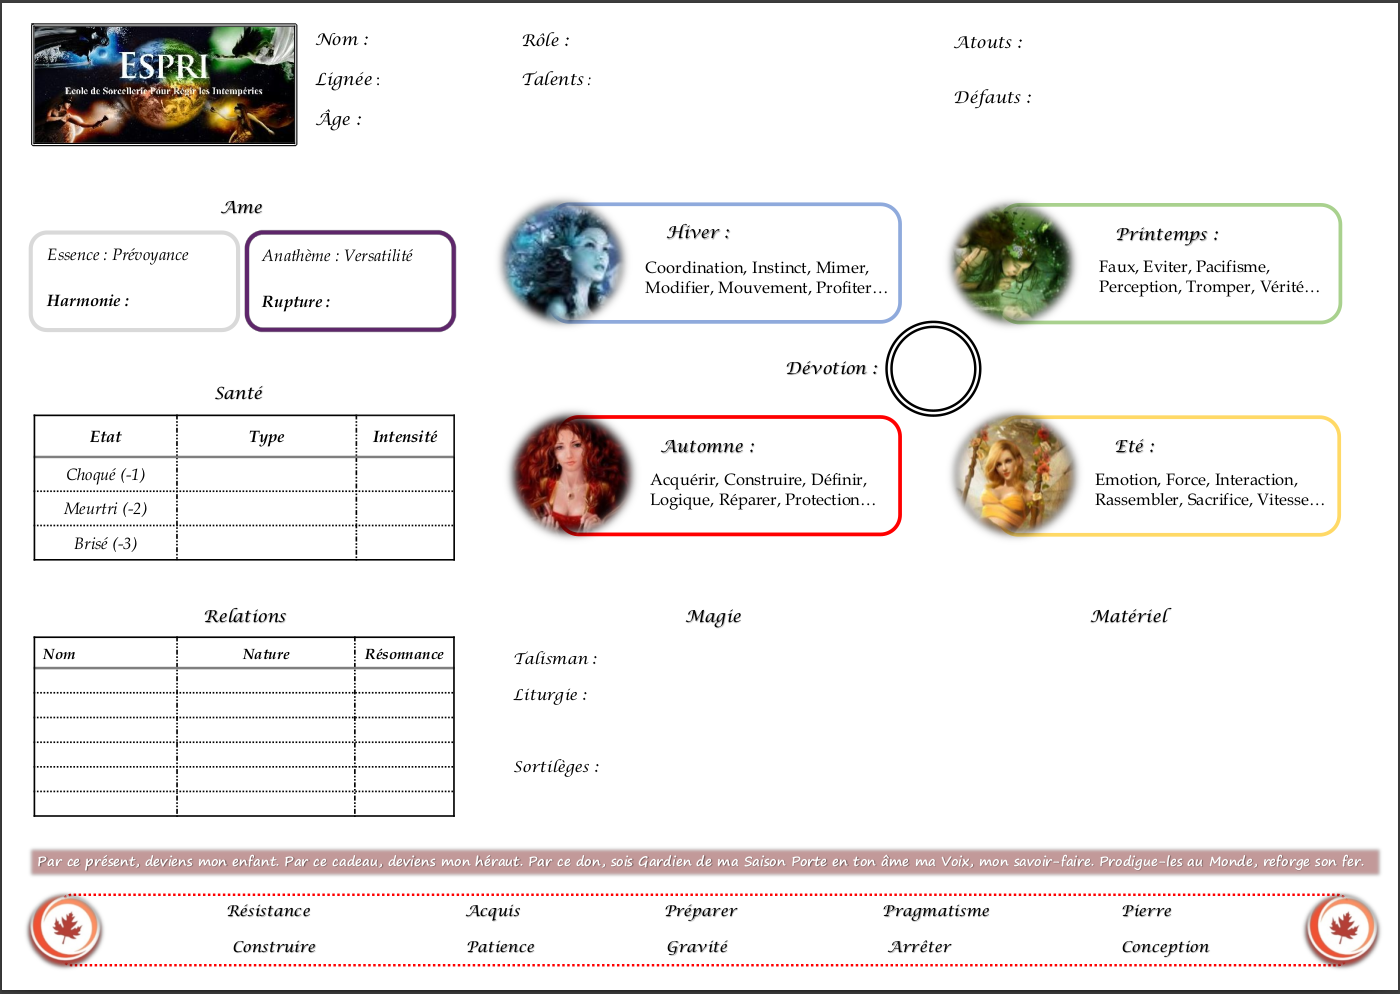 ESPRI
Ecole de Sorcellerie Pour Régir les Intempéries
Nom :
Lignée :
Âge :
Rôle :
Talents :
Atouts :
Défauts :
Ame
Essence : Prévoyance
Harmonie :
Anathème : Versatilité
Rupture :
Hiver :
Coordination, Instinct, Mimer,
Modifier, Mouvement, Profiter…
Printemps :
Faux, Eviter, Pacifisme,
Perception, Tromper, Vérité…
Dévotion :
Automne :
Acquérir, Construire, Définir,
Logique, Réparer, Protection…
Eté :
Emotion, Force, Interaction,
Rassembler, Sacrifice, Vitesse…
Santé
Etat Type Intensité
Choqué (-1)
Meurtri (-2)
Brisé (-3)
Relations
Nom Nature Résonnance
Magie
Talisman :
Liturgie :
Sortilèges :
Matériel
Par ce présent, deviens mon enfant. Par ce cadeau, deviens mon héraut. Par ce don, sois Gardien de ma Saison Porte en ton âme ma Voix, mon savoir-faire. Prodigue-les au Monde, reforge son fer.
Résistance Acquis Préparer Pragmatisme Pierre
Construire Patience Gravité Arrêter Conception